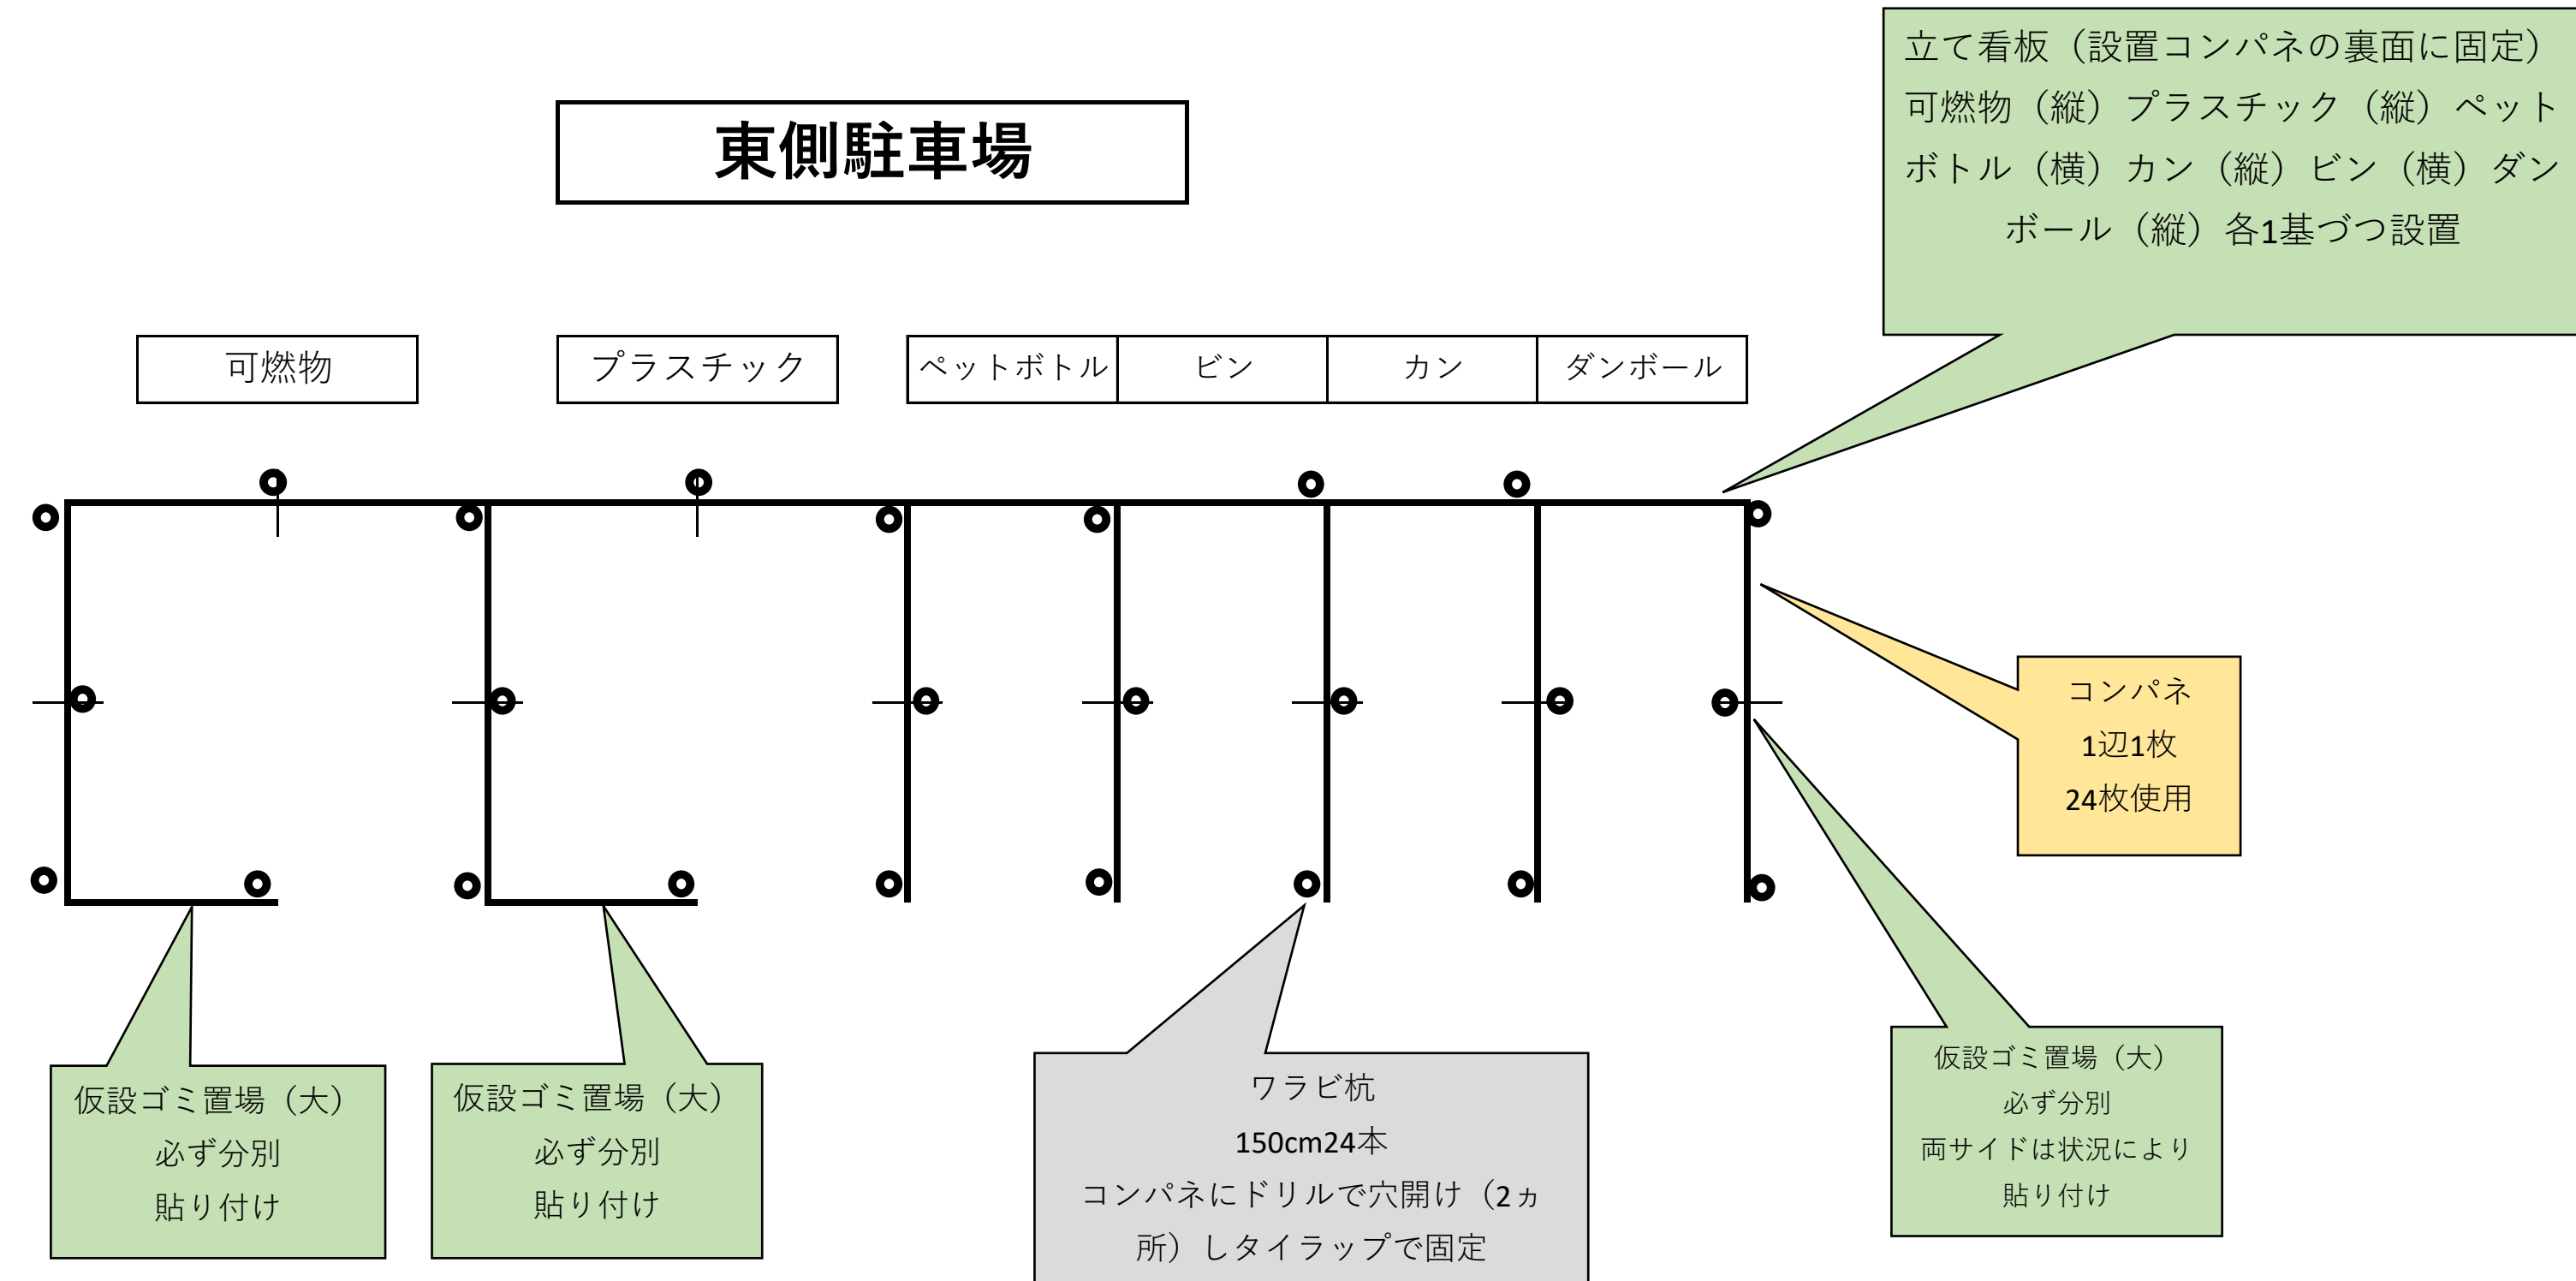 立て看板（設置コンパネの裏面に固定）
可燃物（縦）プラスチック（縦）ペット
ボトル（横）カン（縦）ビン（横）ダン
ボール（縦）各1基づつ設置
東側駐車場
可燃物
プラスチック
ペットボトル
ビン
カン
ダンボール
コンパネ
1辺1枚
24枚使用
仮設ゴミ置場（大）
必ず分別
貼り付け
仮設ゴミ置場（大）
必ず分別
貼り付け
ワラビ杭
150cm24本
コンパネにドリルで穴開け（2ヵ
所）しタイラップで固定
仮設ゴミ置場（大）
必ず分別
両サイドは状況により
貼り付け